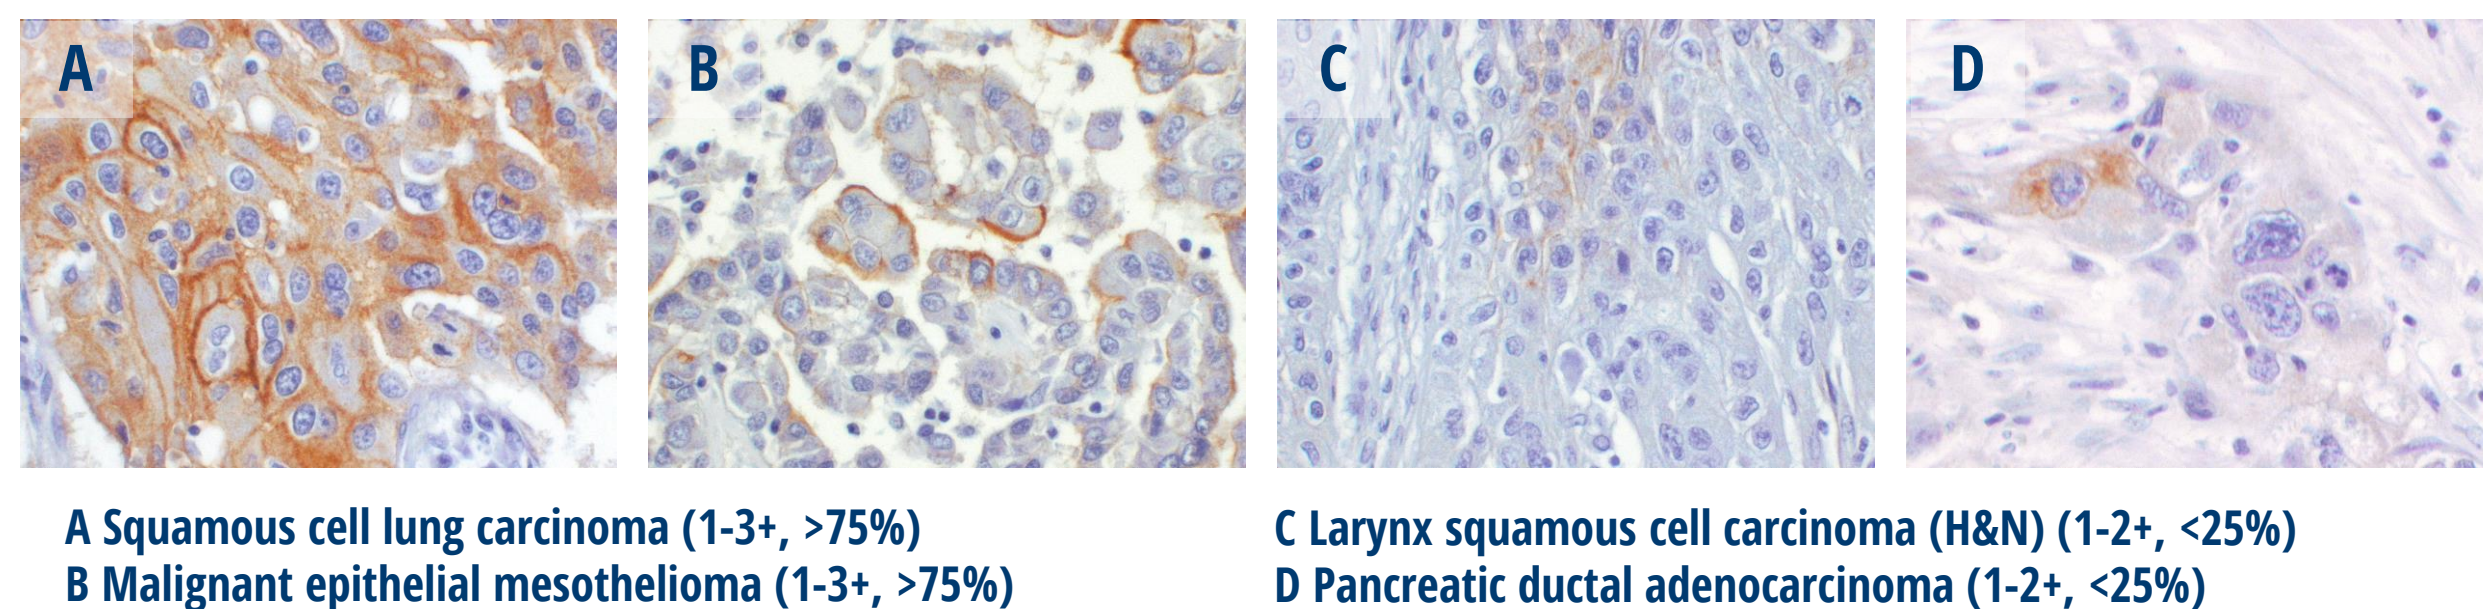 A
B
C
D
A Squamous cell lung carcinoma (1-3+, >75%)
B Malignant epithelial mesothelioma (1-3+, >75%)
C Larynx squamous cell carcinoma (H&N) (1-2+, <25%)
D Pancreatic ductal adenocarcinoma (1-2+, <25%)